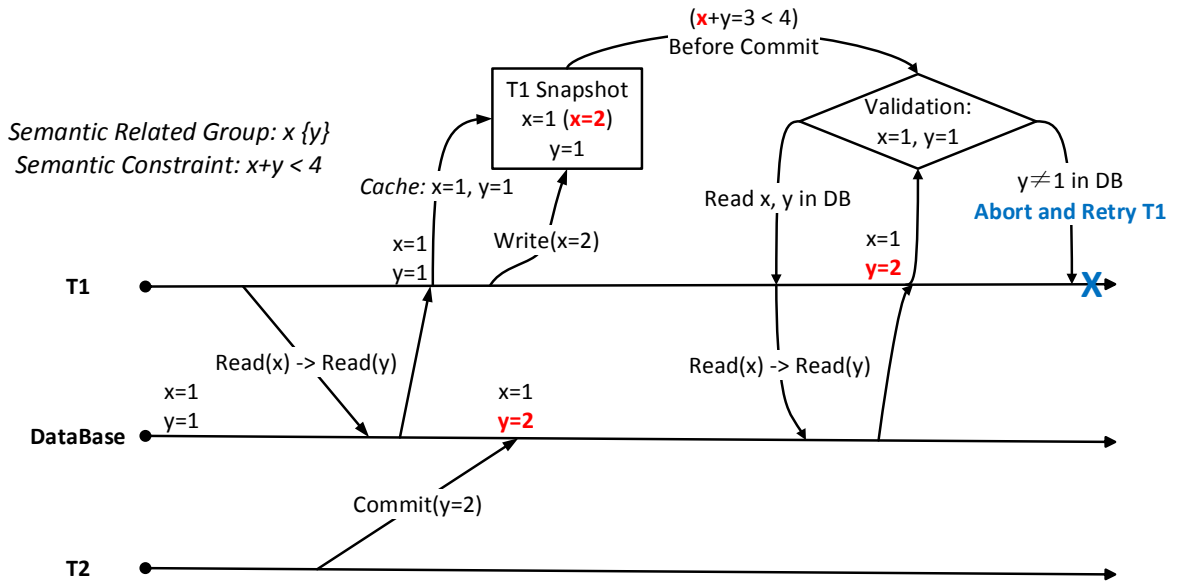 (x+y=3 < 4)
Before Commit
T1 Snapshot
x=1 (x=2)
y=1
Validation:
x=1, y=1
Semantic Related Group: x {y}
Semantic Constraint: x+y < 4
Cache: x=1, y=1
Read x, y in DB
y≠1 in DB
Abort and Retry T1
Write(x=2)
x=1
y=1
x=1
y=2
T1
X
Read(x) -> Read(y)
Read(x) -> Read(y)
x=1
y=1
x=1
y=2
DataBase
Commit(y=2)
T2